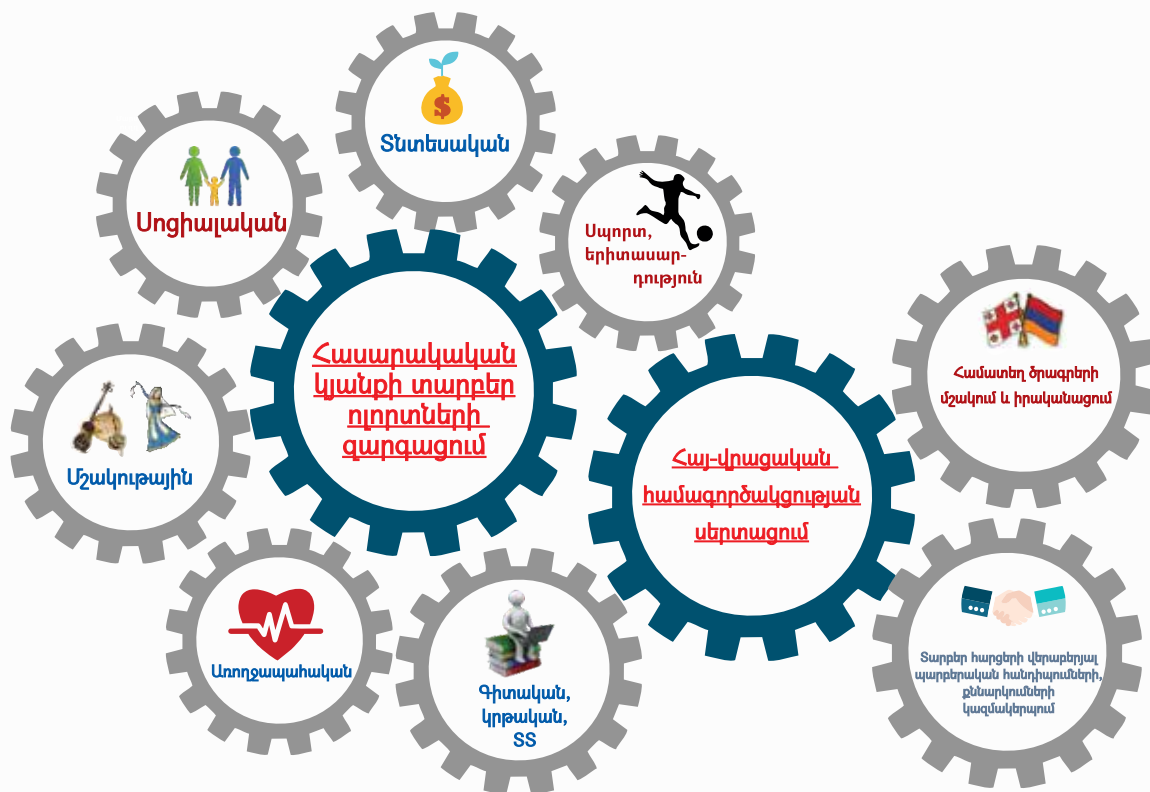 $
Տնտեսական
Սոցիալական
Սպորտ,
երիտասար-
դություն
Հասարակական
կյանքի տարբեր
ոլորտների
զարգացում
Համատեղ ծրագրերի
մշակում և իրականացում
Մշակութային
Հայ-վրացական
համագործակցության
սերտացում
Առողջապահական
Գիտական,
կրթական,
ՏՏ
Տարբեր հարցերի վերաբերյալ
պարբերական հանդիպումների,
քննարկումների
կազմակերպում